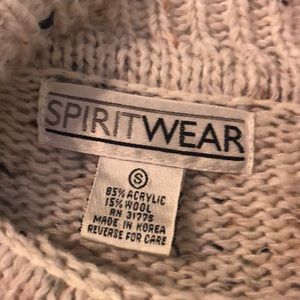 SPIRITWEAR
S
85% ACRYLIC
15% WOOL
RN 31775
MADE IN KOREA
REVERSE FOR CARE